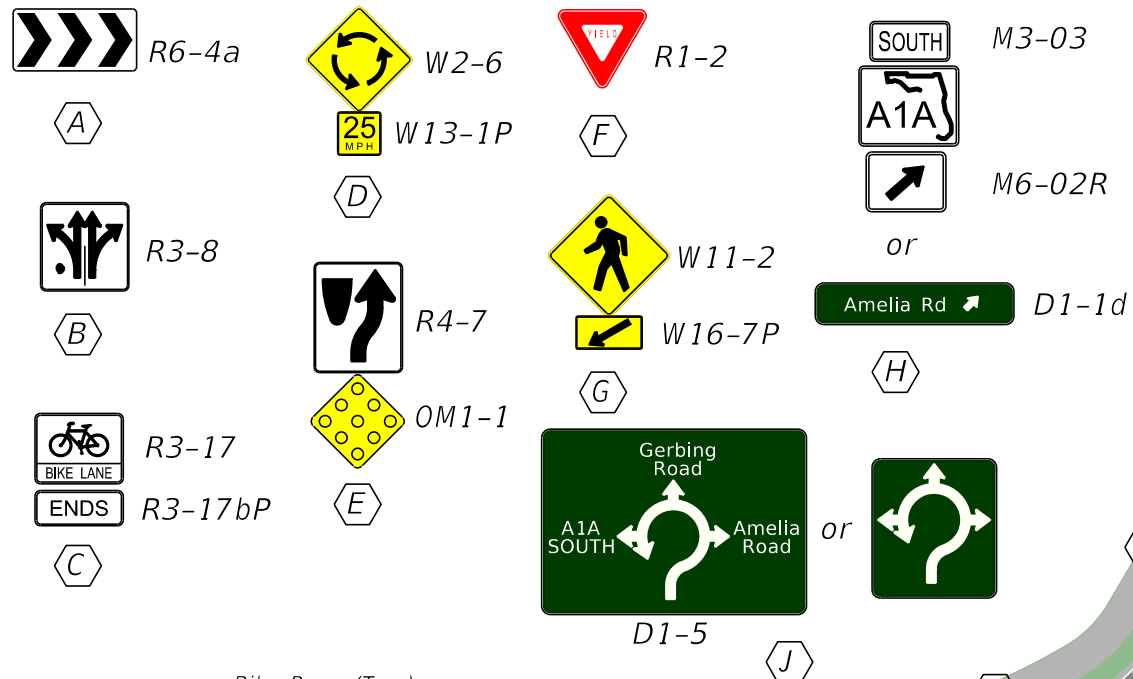 R6-4a
A
R3-8
B
BIKE LANE
R3-17
ENDS
R3-17bP
C
W2-6
25
MPH
W13-1P
D
R4-7
OM1-1
E
YIELD
R1-2
F
W11-2
W16-7P
G
SOUTH
M3-03
A1A
M6-02R
or
Amelia Rd
D1-1d
H
Gerbing
Road
A1A
SOUTH
Amelia
Road
or
D1-5
J